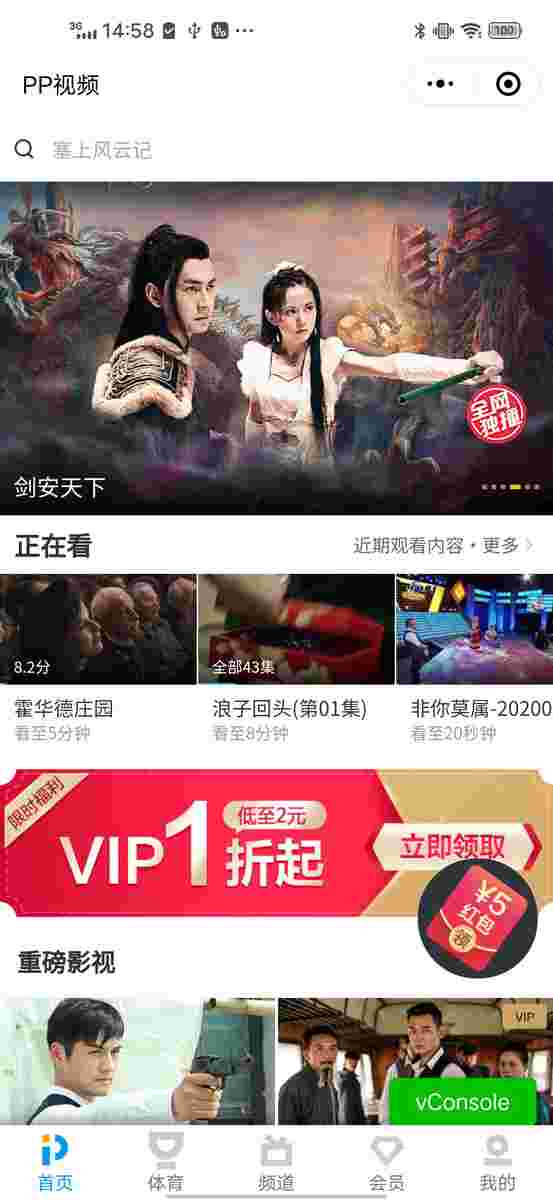 3G 14:58 100
PP视频
塞上风云记
全网
独播
剑安天下
正在看
近期观看内容·更多
8.2分
全部43集
霍华德庄园
浪子回头(第01集)
非你莫属-20200
看至5分钟
看至8分钟
看至20秒钟
限时福利
VIP1折起
低至2元
立即领取
¥5
红包
领
重磅影视
VIP
vConsole
首页
体育
频道
会员
我的